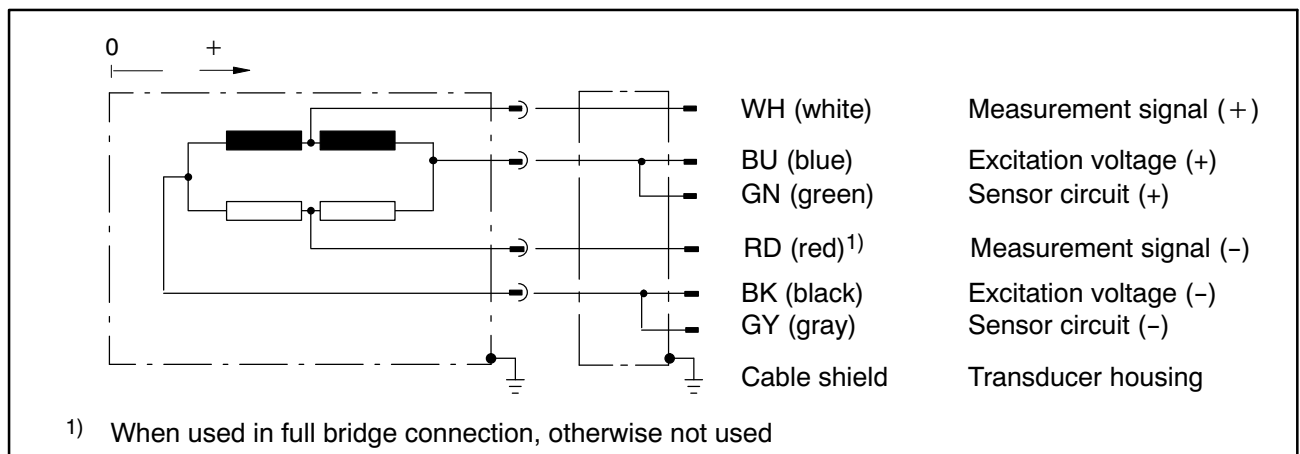 0 +
WH (white) Measurement signal (+)
BU (blue) Excitation voltage (+)
GN (green) Sensor circuit (+)
RD (red)1) Measurement signal (–)
BK (black) Excitation voltage (–)
GY (gray) Sensor circuit (–)
Cable shield Transducer housing
1) When used in full bridge connection, otherwise not used